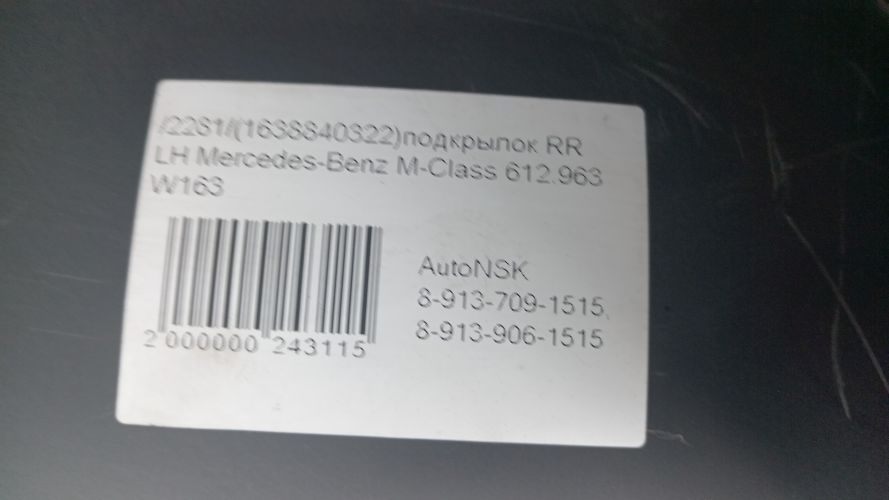 /2281/(1638840322)подкрылок RR
LH Mercedes-Benz M-Class 612.963
W163
AutoNSK
8-913-709-1515,
8-913-906-1515
2 000000 243115